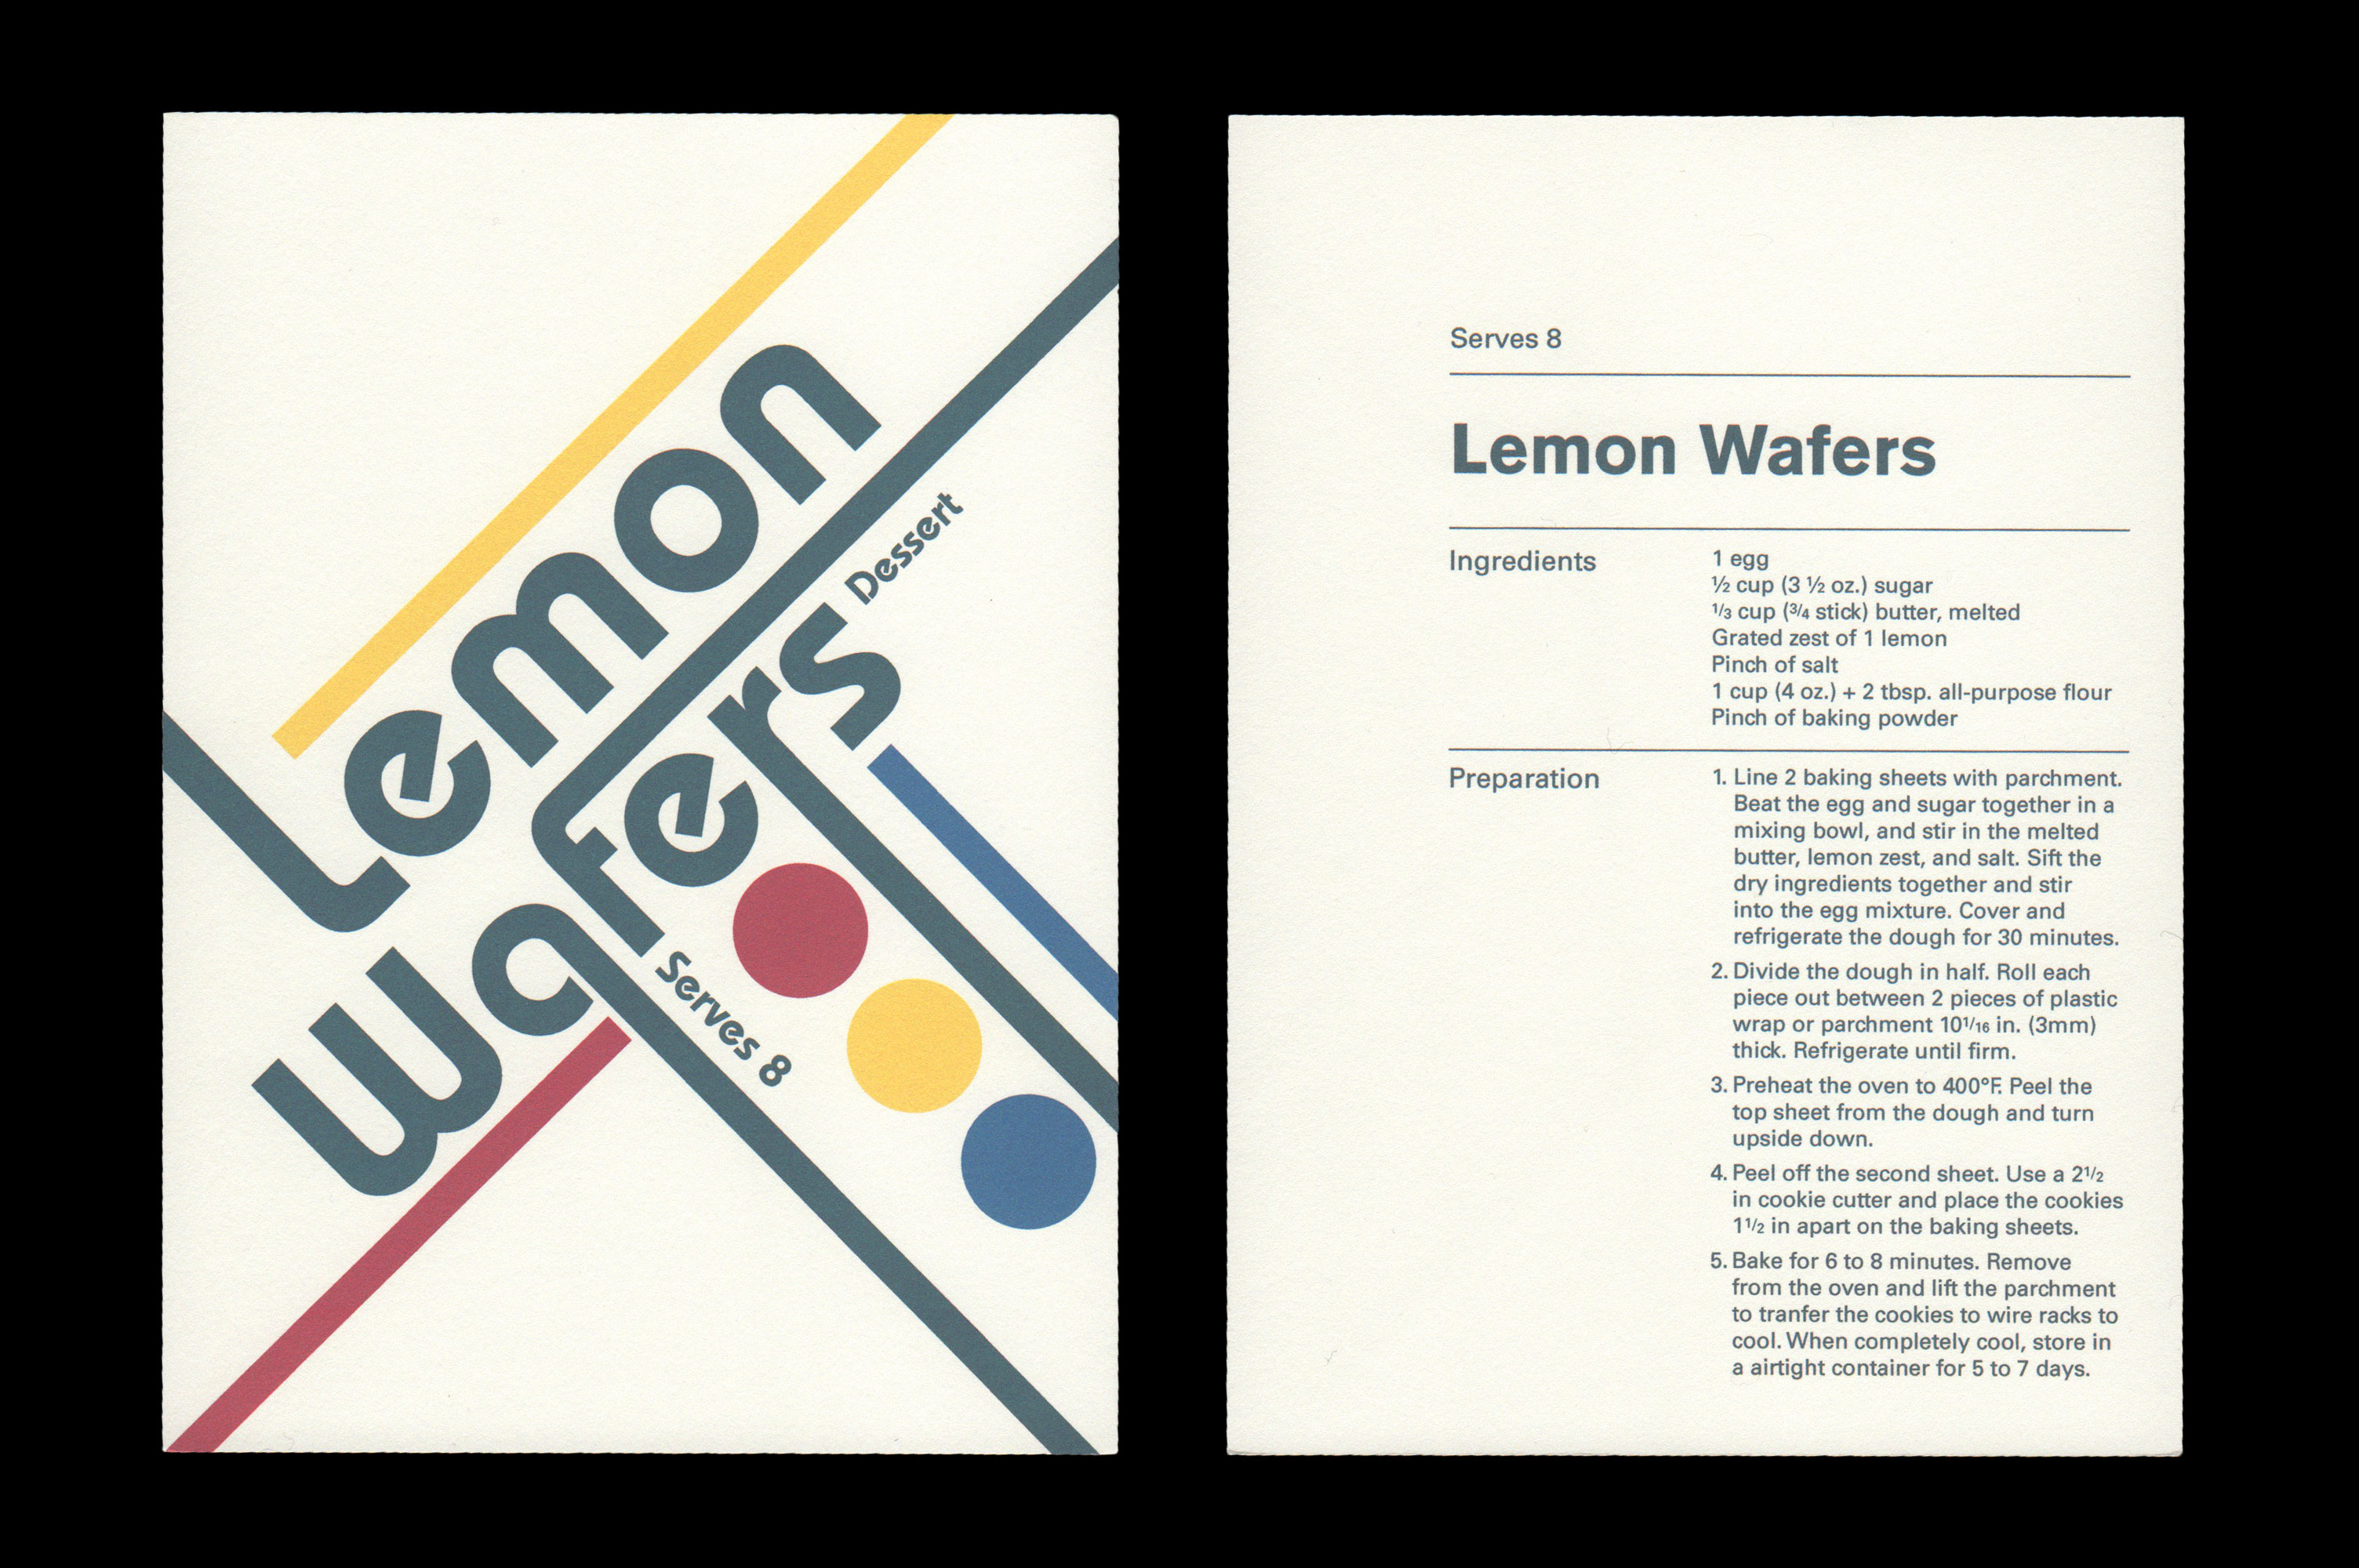 Lemon
Wafers
Dessert
Serves 8
Serves 8
Lemon Wafers
Ingredients
1 egg
½ cup (3 ½ oz.) sugar
1/3 cup (3/4 stick) butter, melted
Grated zest of 1 lemon
Pinch of salt
1 cup (4 oz.) + 2 tbsp. all-purpose flour
Pinch of baking powder
Preparation
1. Line 2 baking sheets with parchment.
Beat the egg and sugar together in a
mixing bowl, and stir in the melted
butter, lemon zest, and salt. Sift the
dry ingredients together and stir
into the egg mixture. Cover and
refrigerate the dough for 30 minutes.
2. Divide the dough in half. Roll each
piece out between 2 pieces of plastic
wrap or parchment 101/16 in. (3mm)
thick. Refrigerate until firm.
3. Preheat the oven to 400°F. Peel the
top sheet from the dough and turn
upside down.
4. Peel off the second sheet. Use a 21/2
in cookie cutter and place the cookies
11/2 in apart on the baking sheets.
5. Bake for 6 to 8 minutes. Remove
from the oven and lift the parchment
to tranfer the cookies to wire racks to
cool. When completely cool, store in
a airtight container for 5 to 7 days.